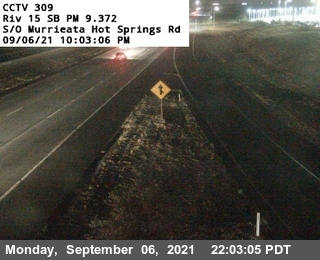 CCTV 309
Riv 15 SB PM 9.372
S/O Murrieata Hot Springs Rd
09/06/21 10:03:06 PM
Monday, September 06, 2021 22:03:05 PDT